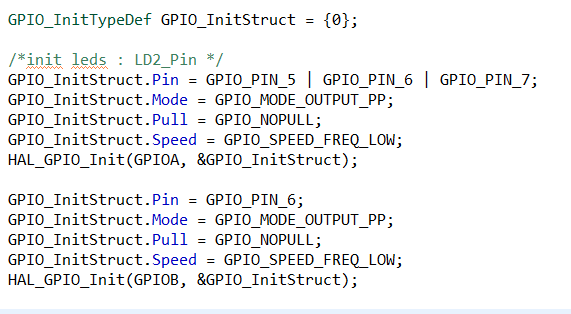 GPIO_InitTypeDef GPIO_InitStruct = {0};
/*init leds : LD2_Pin */
GPIO_InitStruct.Pin = GPIO_PIN_5 | GPIO_PIN_6 | GPIO_PIN_7;
GPIO_InitStruct.Mode = GPIO_MODE_OUTPUT_PP;
GPIO_InitStruct.Pull = GPIO_NOPULL;
GPIO_InitStruct.Speed = GPIO_SPEED_FREQ_LOW;
HAL_GPIO_Init(GPIOA, &GPIO_InitStruct);
GPIO_InitStruct.Pin = GPIO_PIN_6;
GPIO_InitStruct.Mode = GPIO_MODE_OUTPUT_PP;
GPIO_InitStruct.Pull = GPIO_NOPULL;
GPIO_InitStruct.Speed = GPIO_SPEED_FREQ_LOW;
HAL_GPIO_Init(GPIOB, &GPIO_InitStruct);